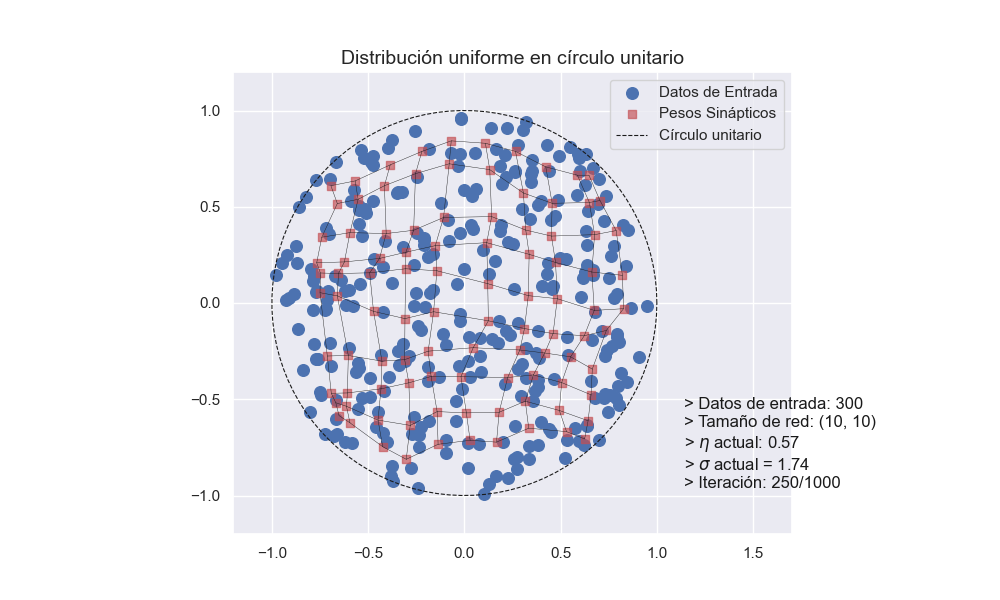 Distribución uniforme en círculo unitario
Datos de Entrada
Pesos Sinápticos
Círculo unitario
1.0
0.5
0.0
−0.5
−1.0
> Datos de entrada: 300
> Tamaño de red: (10, 10)
> η actual: 0.57
> σ actual = 1.74
> Iteración: 250/1000
−1.0 −0.5 0.0 0.5 1.0 1.5